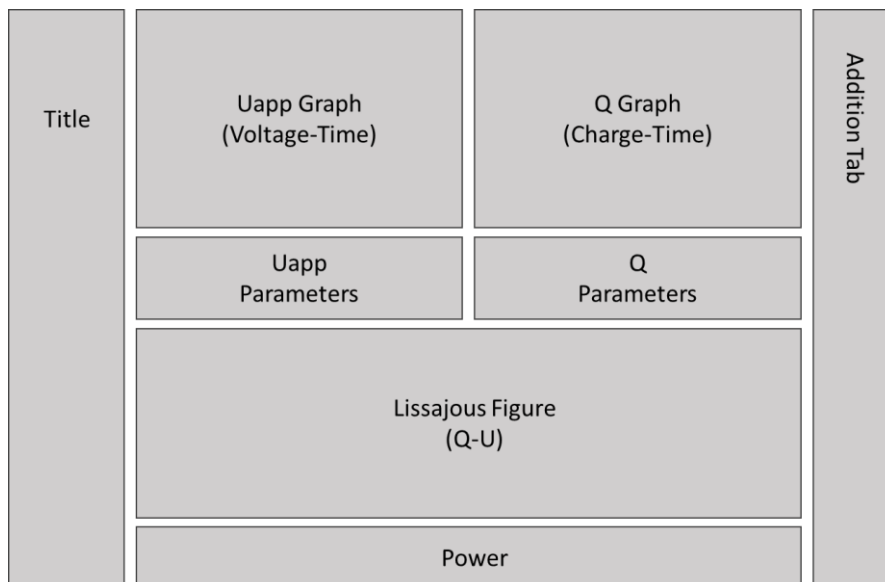 Title
Uapp Graph
(Voltage-Time)
Q Graph
(Charge-Time)
Addition Tab
Uapp
Parameters
Q
Parameters
Lissajous Figure
(Q-U)
Power